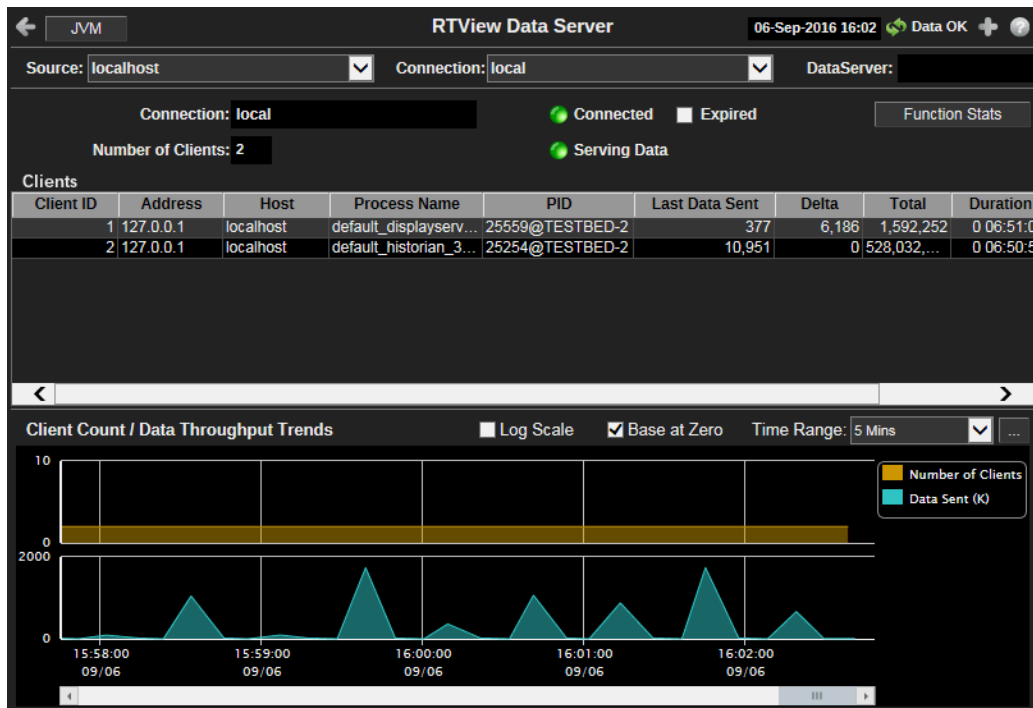 JVM RTView Data Server 06-Sep-2016 16:02 Data OK
Source: localhost Connection: local DataServer:
Connection: local Connected Expired Function Stats
Number of Clients: 2 Serving Data
Clients
Client ID Address Host Process Name PID Last Data Sent Delta Total Duration
1 127.0.0.1 localhost default_displayserv... 25559@TESTBED-2 377 6,186 1,592,252 0 06:51:0
2 127.0.0.1 localhost default_historian_3... 25254@TESTBED-2 10,951 0 528,032,... 0 06:50:5
Client Count / Data Throughput Trends Log Scale Base at Zero Time Range: 5 Mins ...
10
Number of Clients
Data Sent (K)
0
2000
0
15:58:00 15:59:00 16:00:00 16:01:00 16:02:00
09/06 09/06 09/06 09/06 09/06